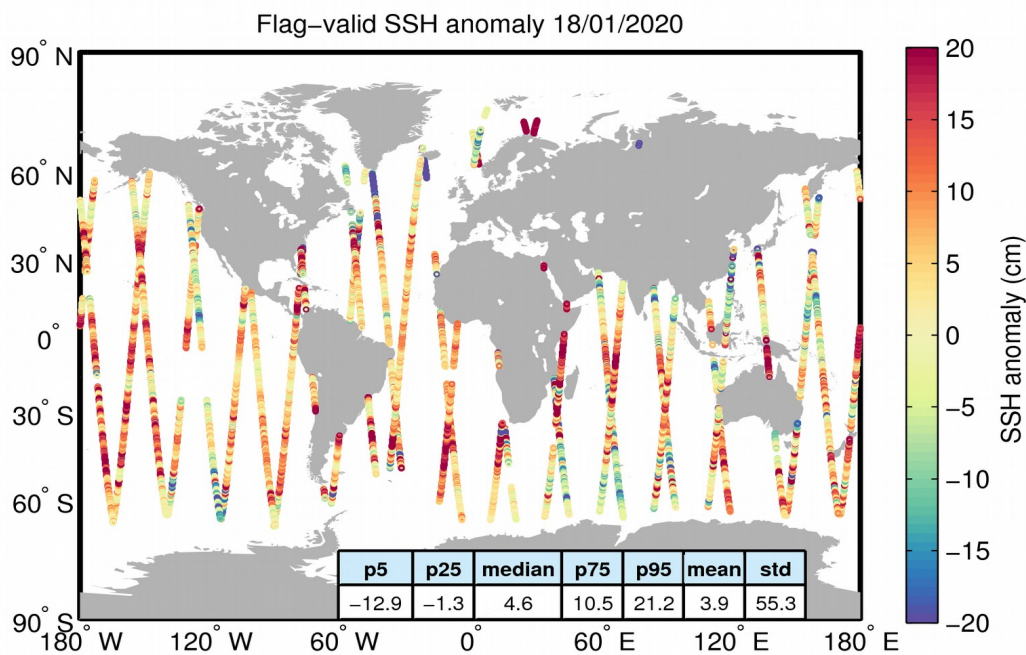 Flag−valid SSH anomaly 18/01/2020
90° N
60° N
30° N
0°
30° S
60° S
90° S
180° W
120° W
60° W
0°
60° E
120° E
180° E
p5 p25 median p75 p95 mean std
−12.9 −1.3 4.6 10.5 21.2 3.9 55.3
20
15
10
5
0
−5
−10
−15
−20
SSH anomaly (cm)